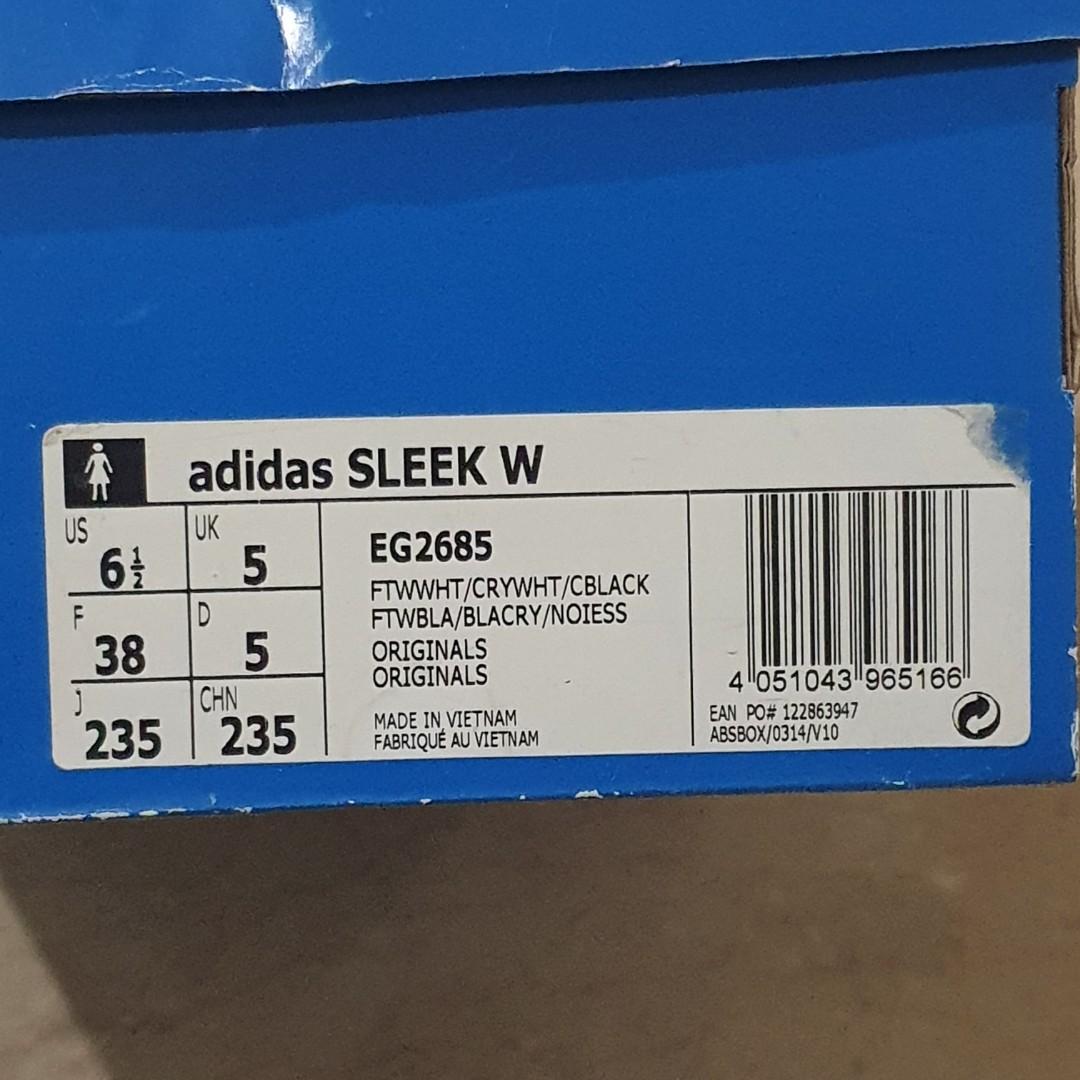 adidas SLEEK W
US 6½ UK 5
F 38 D 5
J 235 CHN 235
EG2685
FTWWHT/CRYWHT/CBLACK
FTWBLA/BLACRY/NOIESS
ORIGINALS
ORIGINALS
MADE IN VIETNAM
FABRIQUÉ AU VIETNAM
4 051043 965166
EAN PO# 122863947
ABSBOX/0314/V10